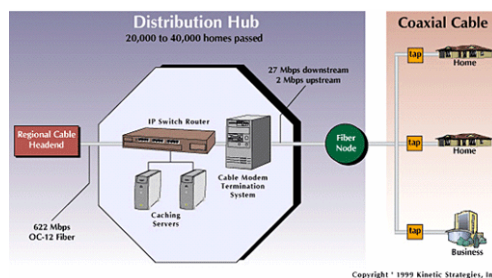 Distribution Hub
20,000 to 40,000 homes passed
Coaxial Cable
27 Mbps downstream
2 Mbps upstream
tap
Home
Regional Cable
Headend
IP Switch Router
Fiber
Node
tap
Home
Cable Modem
Termination
System
Caching
Servers
622 Mbps
OC-12 Fiber
tap
Business
Copyright ' 1999 Kinetic Strategies, In